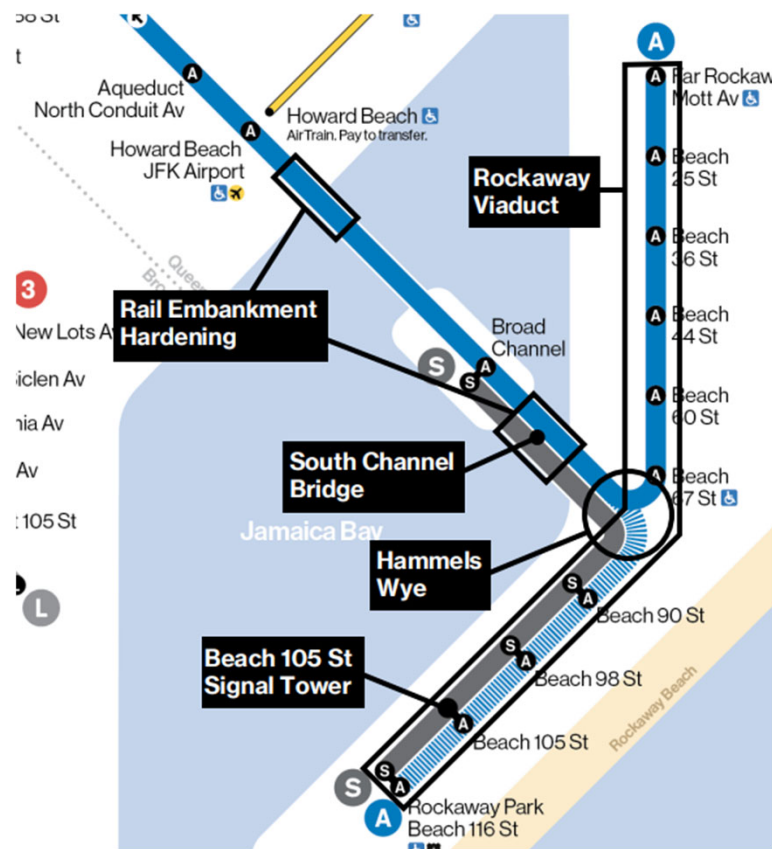 A
Aqueduct
North Conduit Av
A
Howard Beach
AirTrain. Pay to transfer.
A
Howard Beach
JFK Airport
A
A
Far Rockaw
Mott Av
Rockaway
Viaduct
A
Beach
25 St
A
Beach
36 St
A
Beach
44 St
A
Beach
60 St
A
Beach
67 St
3
Rail Embankment
Hardening
New Lots Av
Av
t 105 St
L
Broad
Channel
S
A
S
South Channel
Bridge
Jamaica Bay
Hammels
Wye
S
A
Beach 90 St
Beach 105 St
Signal Tower
S
A
Beach 98 St
A
Beach 105 St
Rockaway Beach
S
A
S
A
Rockaway Park
Beach 116 St